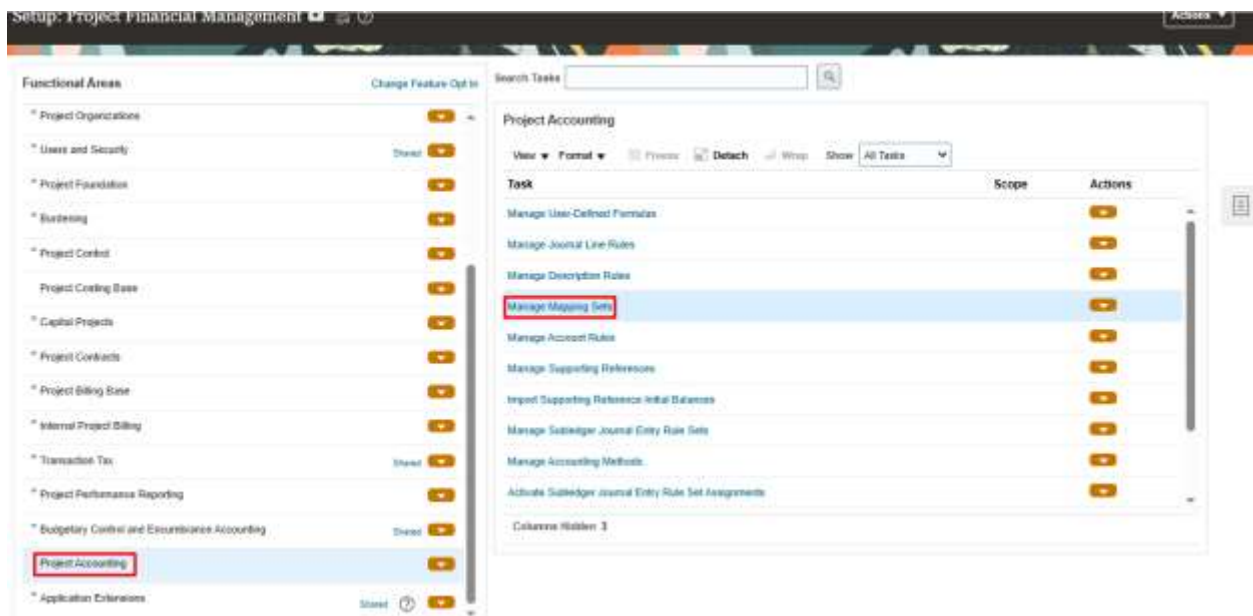 Setup: Project Financial Management
Actions
Functional Areas
Change Feature Opt In
* Project Organizations
* Users and Security Shared
* Project Foundation
* Burdening
* Project Control
Project Costing Base
* Capital Projects
* Project Contracts
* Project Billing Base
* Internal Project Billing
* Transaction Tax Shared
* Project Performance Reporting
* Budgetary Control and Encumbrance Accounting Shared
Project Accounting
* Application Extensions Shared
Search Tasks
Project Accounting
View Format Freeze Detach Wrap Show All Tasks
Task Scope Actions
Manage User-Defined Formulas
Manage Journal Line Rules
Manage Description Rules
Manage Mapping Sets
Manage Account Rules
Manage Supporting References
Import Supporting Reference Initial Balances
Manage Subledger Journal Entry Rule Sets
Manage Accounting Methods
Activate Subledger Journal Entry Rule Set Assignments
Columns Hidden 3